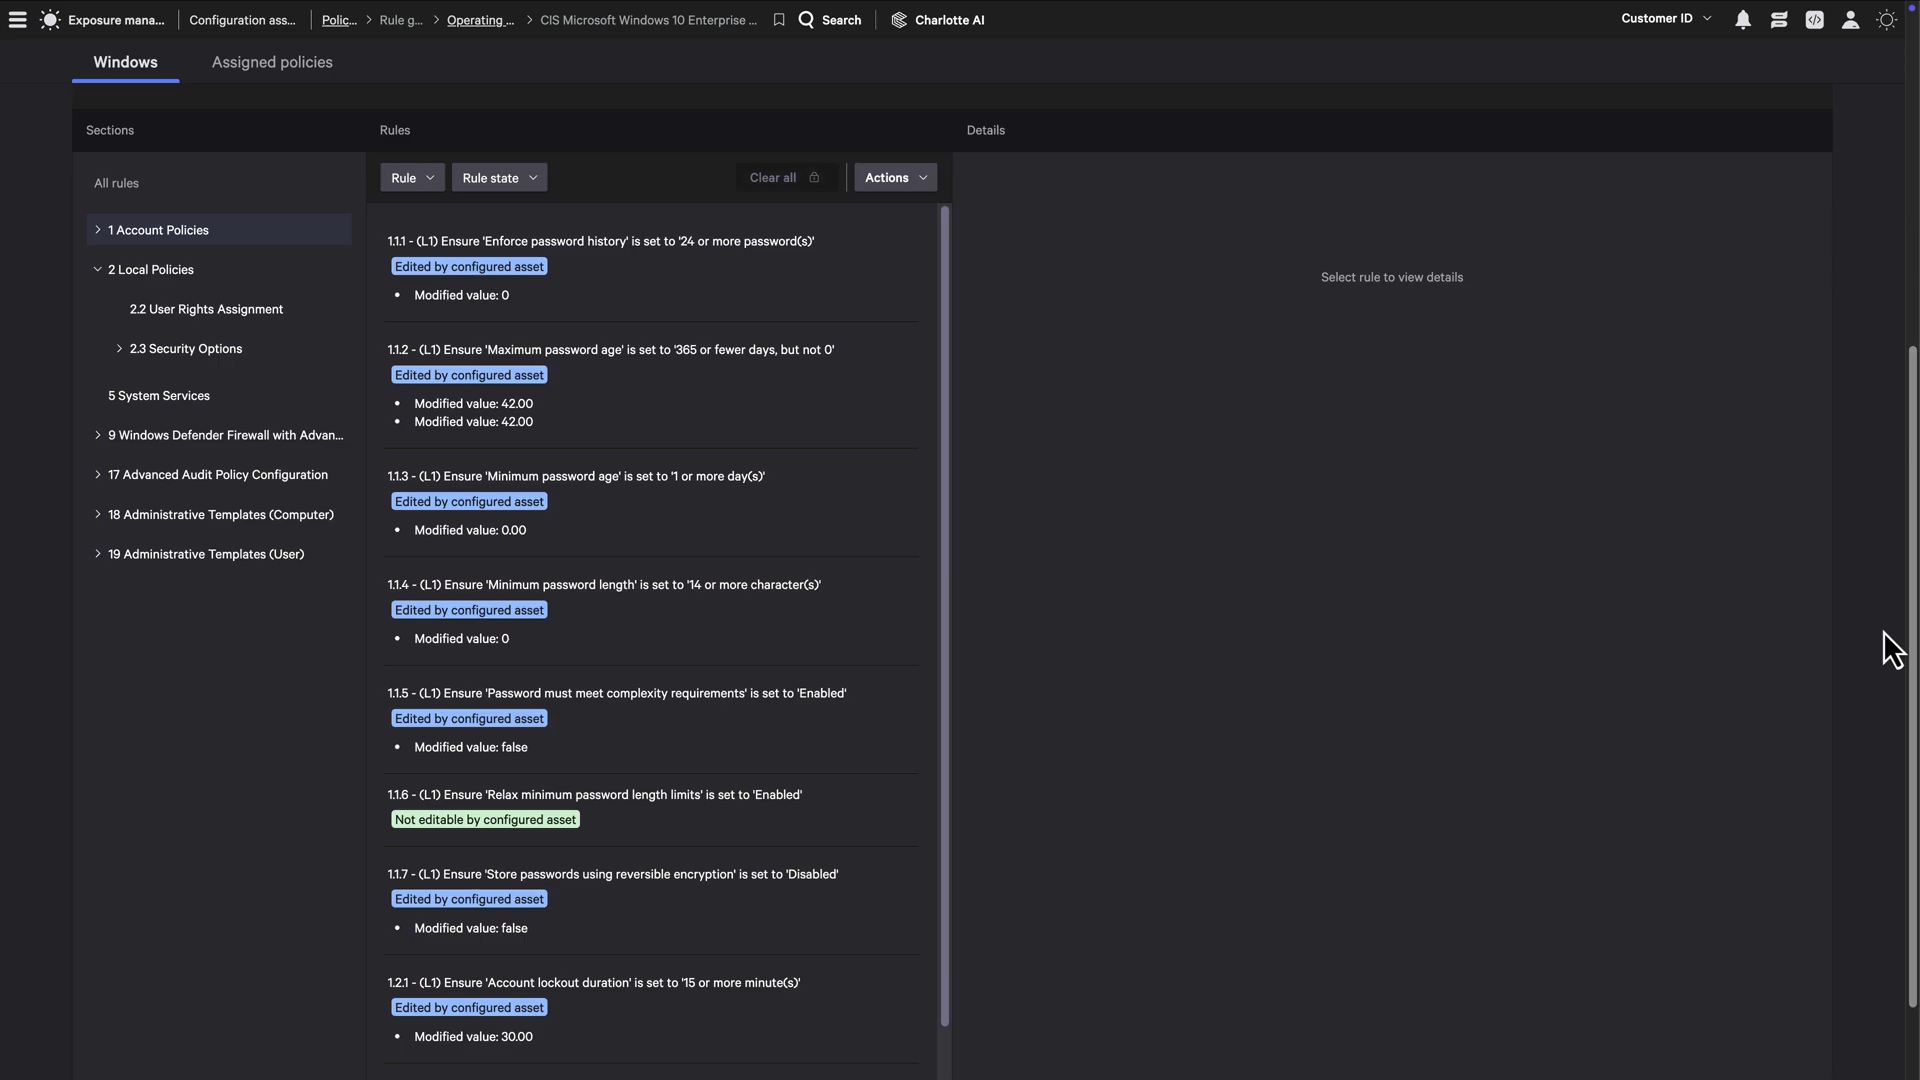 Exposure mana... Configuration ass... Polic... Rule g... Operating ... CIS Microsoft Windows 10 Enterprise ... Search Charlotte AI Customer ID
Windows Assigned policies
Sections Rules Details
All rules
1 Account Policies
2 Local Policies
2.2 User Rights Assignment
2.3 Security Options
5 System Services
9 Windows Defender Firewall with Advan...
17 Advanced Audit Policy Configuration
18 Administrative Templates (Computer)
19 Administrative Templates (User)
Rule Rule state Clear all Actions
1.1.1 - (L1) Ensure 'Enforce password history' is set to '24 or more password(s)'
Edited by configured asset
• Modified value: 0
1.1.2 - (L1) Ensure 'Maximum password age' is set to '365 or fewer days, but not 0'
Edited by configured asset
• Modified value: 42.00
• Modified value: 42.00
1.1.3 - (L1) Ensure 'Minimum password age' is set to '1 or more day(s)'
Edited by configured asset
• Modified value: 0.00
1.1.4 - (L1) Ensure 'Minimum password length' is set to '14 or more character(s)'
Edited by configured asset
• Modified value: 0
1.1.5 - (L1) Ensure 'Password must meet complexity requirements' is set to 'Enabled'
Edited by configured asset
• Modified value: false
1.1.6 - (L1) Ensure 'Relax minimum password length limits' is set to 'Enabled'
Not editable by configured asset
1.1.7 - (L1) Ensure 'Store passwords using reversible encryption' is set to 'Disabled'
Edited by configured asset
• Modified value: false
1.2.1 - (L1) Ensure 'Account lockout duration' is set to '15 or more minute(s)'
Edited by configured asset
• Modified value: 30.00
Select rule to view details